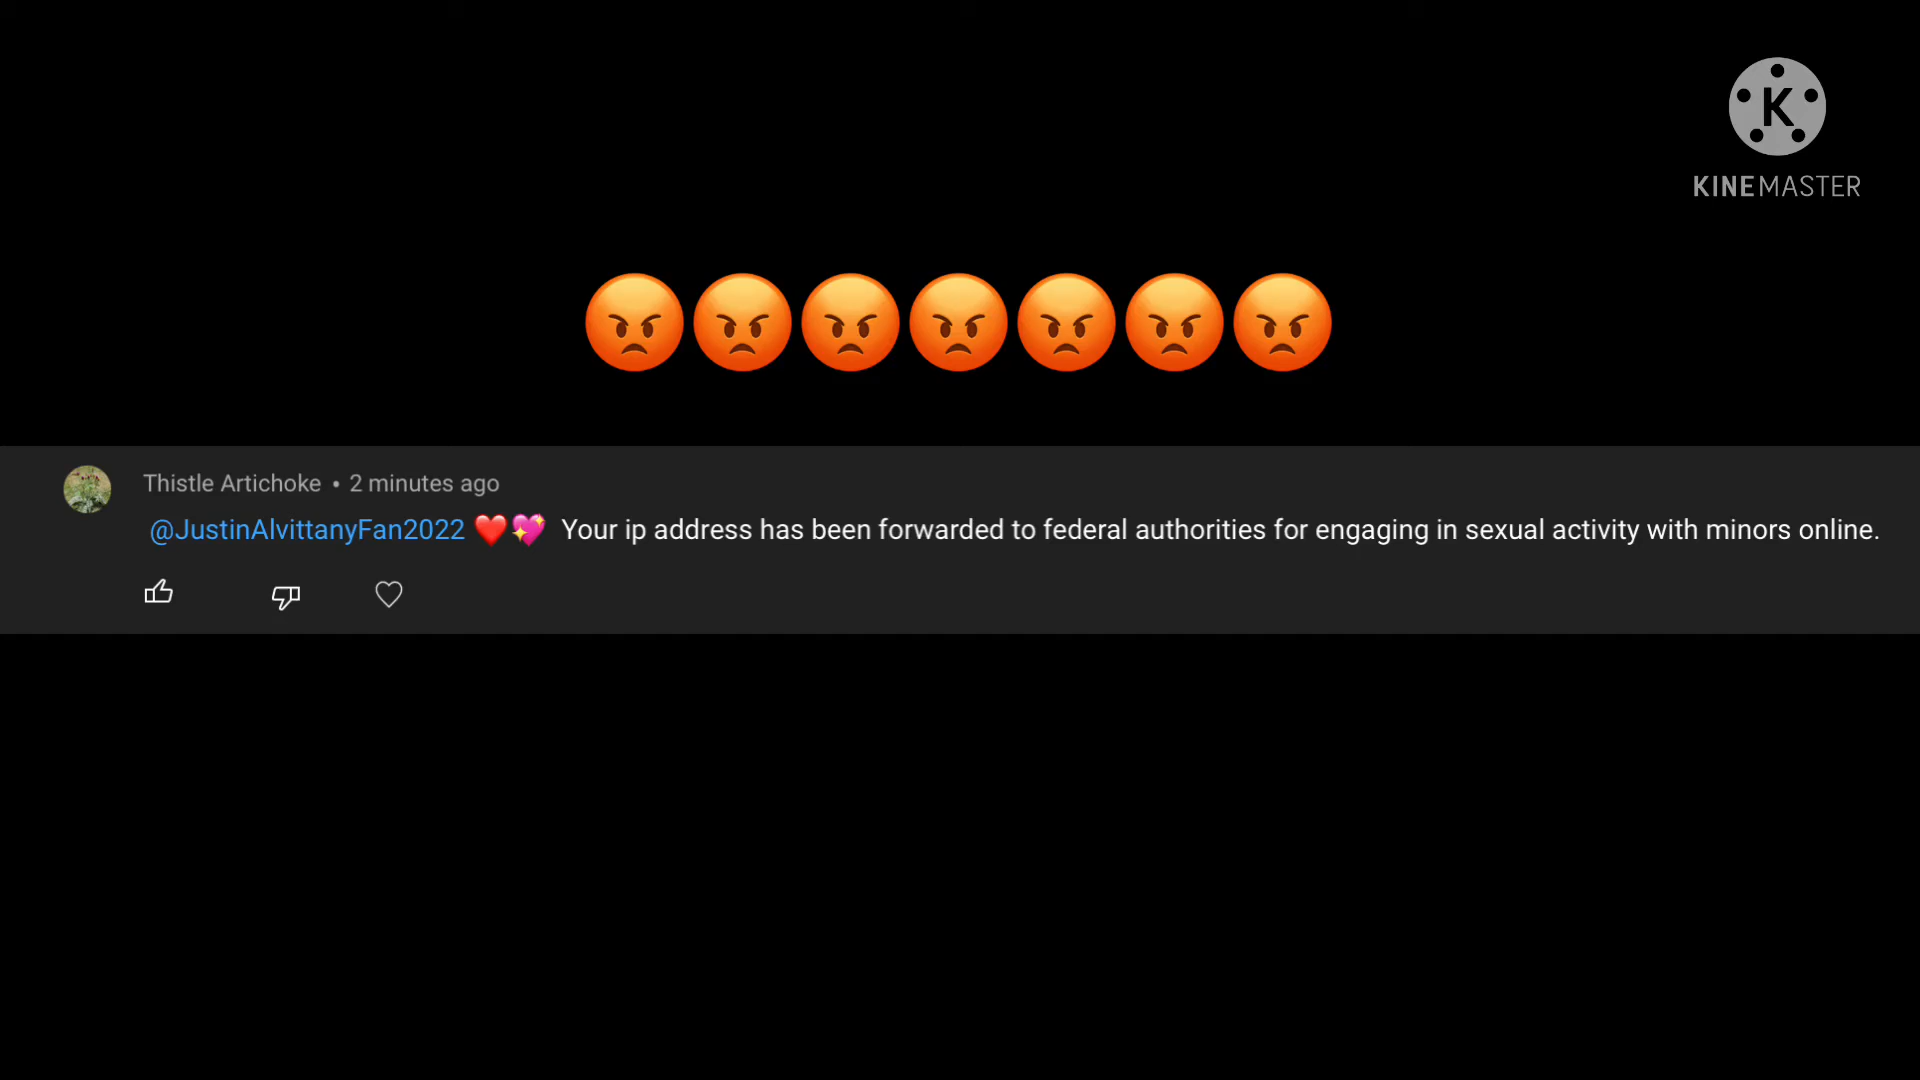 K
KINEMASTER
😡😡😡😡😡😡😡
Thistle Artichoke • 2 minutes ago
@JustinAlvittanyFan2022 ❤️💖 Your ip address has been forwarded to federal authorities for engaging in sexual activity with minors online.